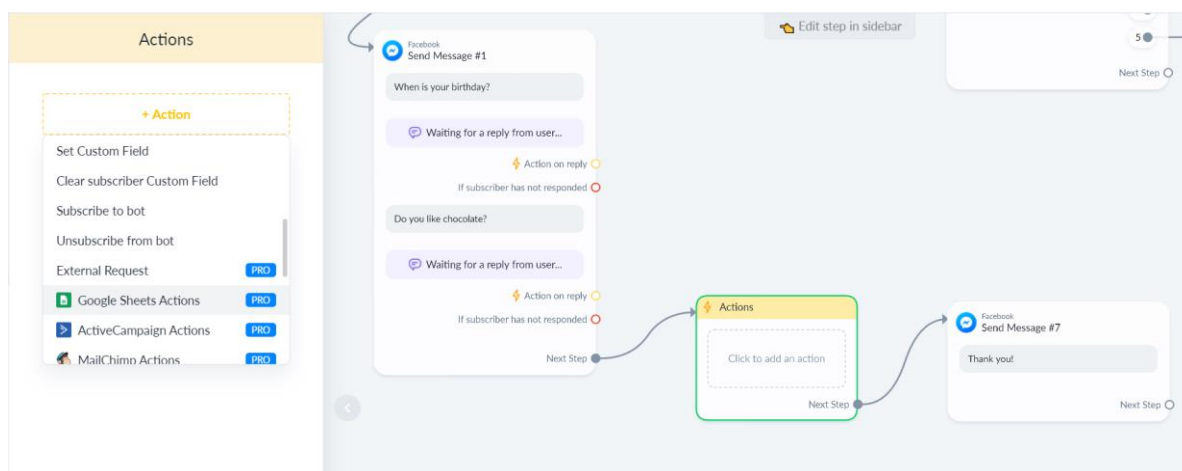 Actions
+ Action
Set Custom Field
Clear subscriber Custom Field
Subscribe to bot
Unsubscribe from bot
External Request PRO
Google Sheets Actions PRO
ActiveCampaign Actions PRO
MailChimp Actions PRO
Edit step in sidebar
Facebook
Send Message #1
When is your birthday?
Waiting for a reply from user...
Action on reply
If subscriber has not responded
Do you like chocolate?
Waiting for a reply from user...
Action on reply
If subscriber has not responded
Next Step
Actions
Click to add an action
Next Step
5
Next Step
Facebook
Send Message #7
Thank you!
Next Step